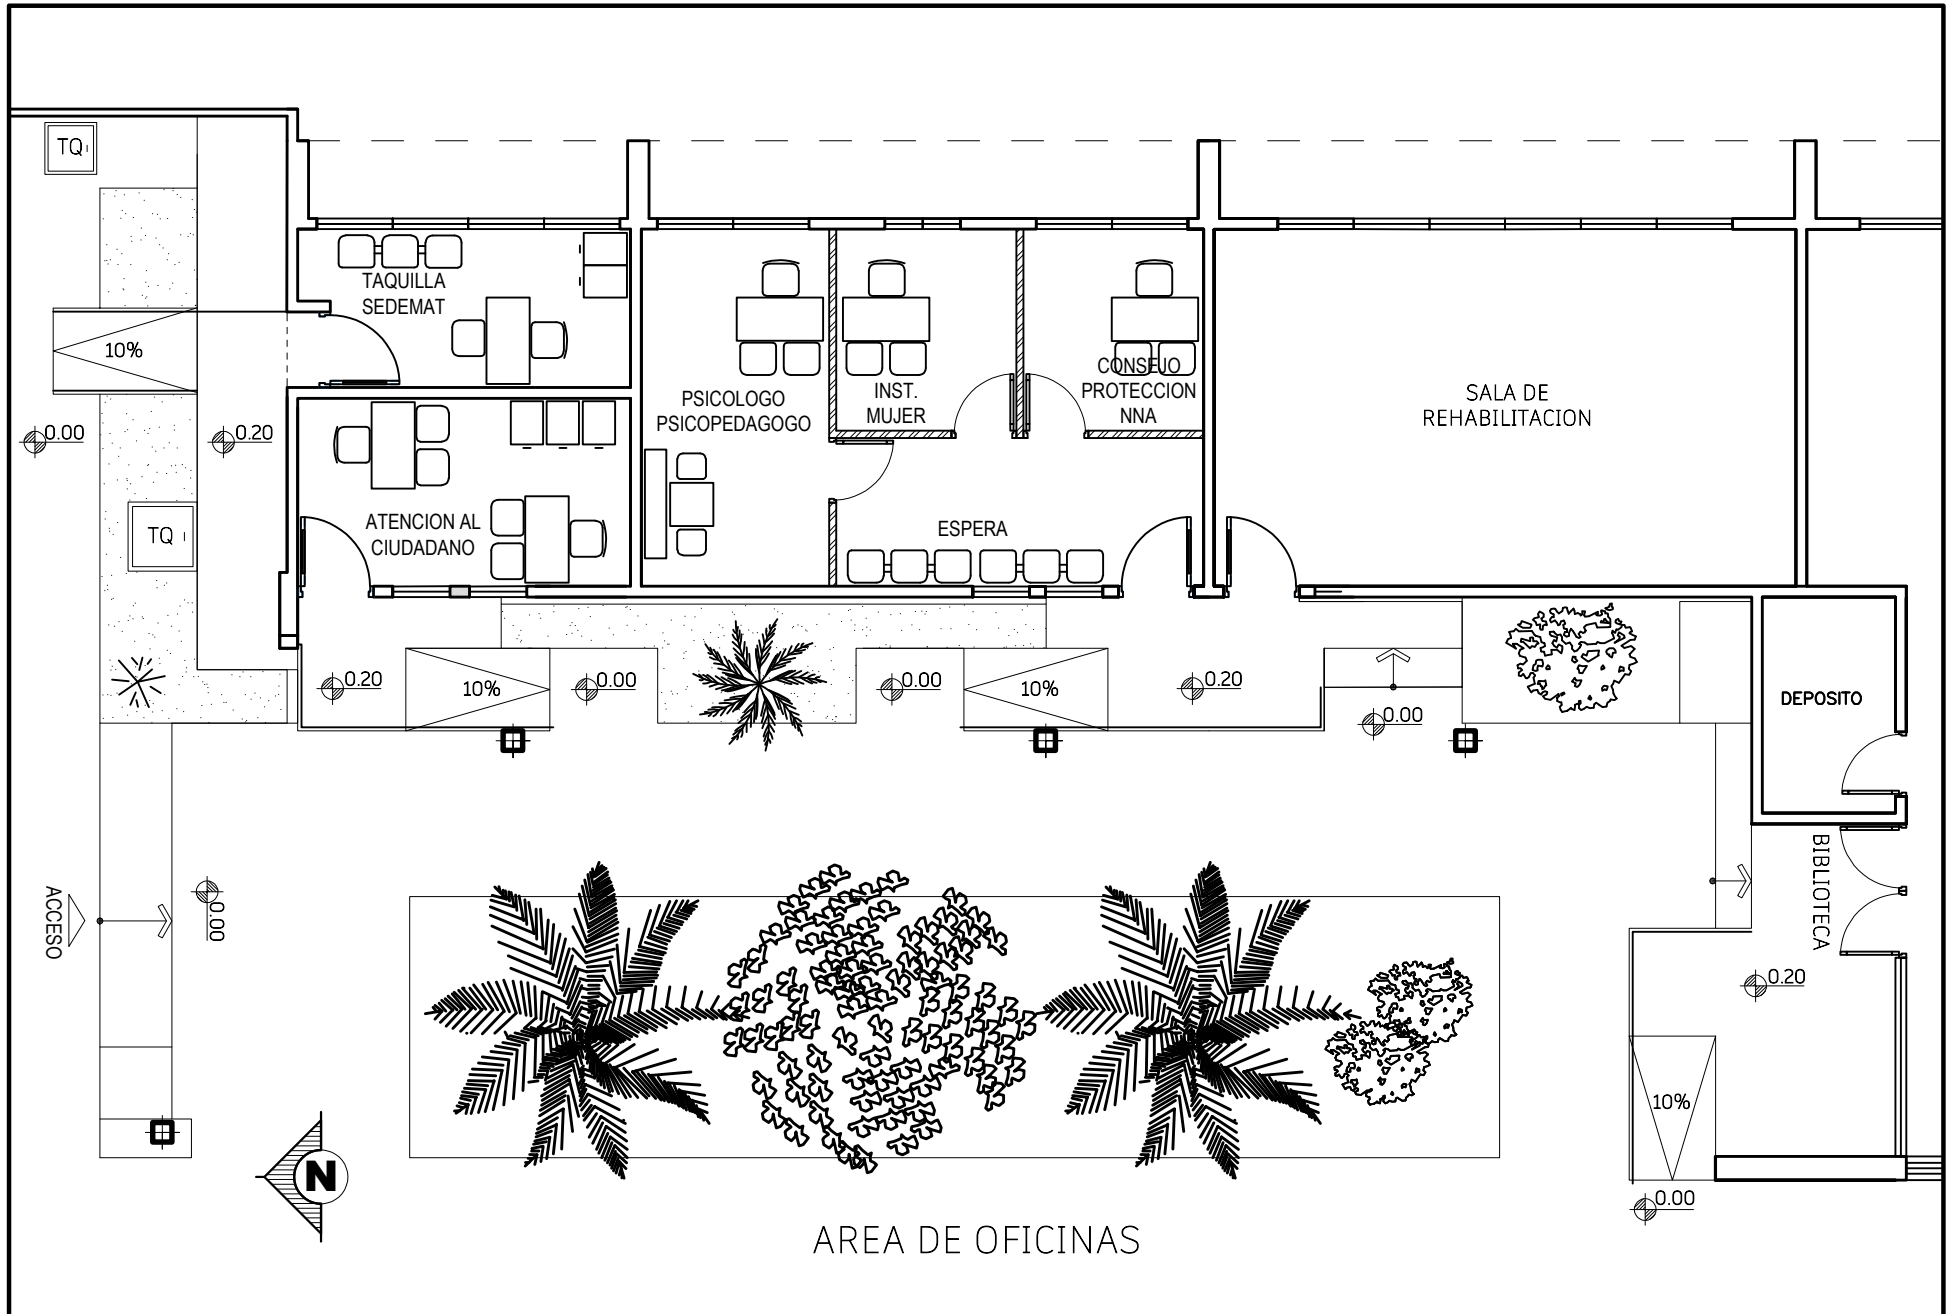 TQ
TAQUILLA
SEDEMAT
10%
PSICOLOGO
PSICOPEDAGOGO
INST.
MUJER
CONSEJO
PROTECCION
NNA
SALA DE
REHABILITACION
0.00
0.20
TQ
ATENCION AL
CIUDADANO
ESPERA
0.20
10%
0.00
0.00
10%
0.20
0.00
DEPOSITO
BIBLIOTECA
ACCESO
0.00
0.20
10%
N
0.00
AREA DE OFICINAS